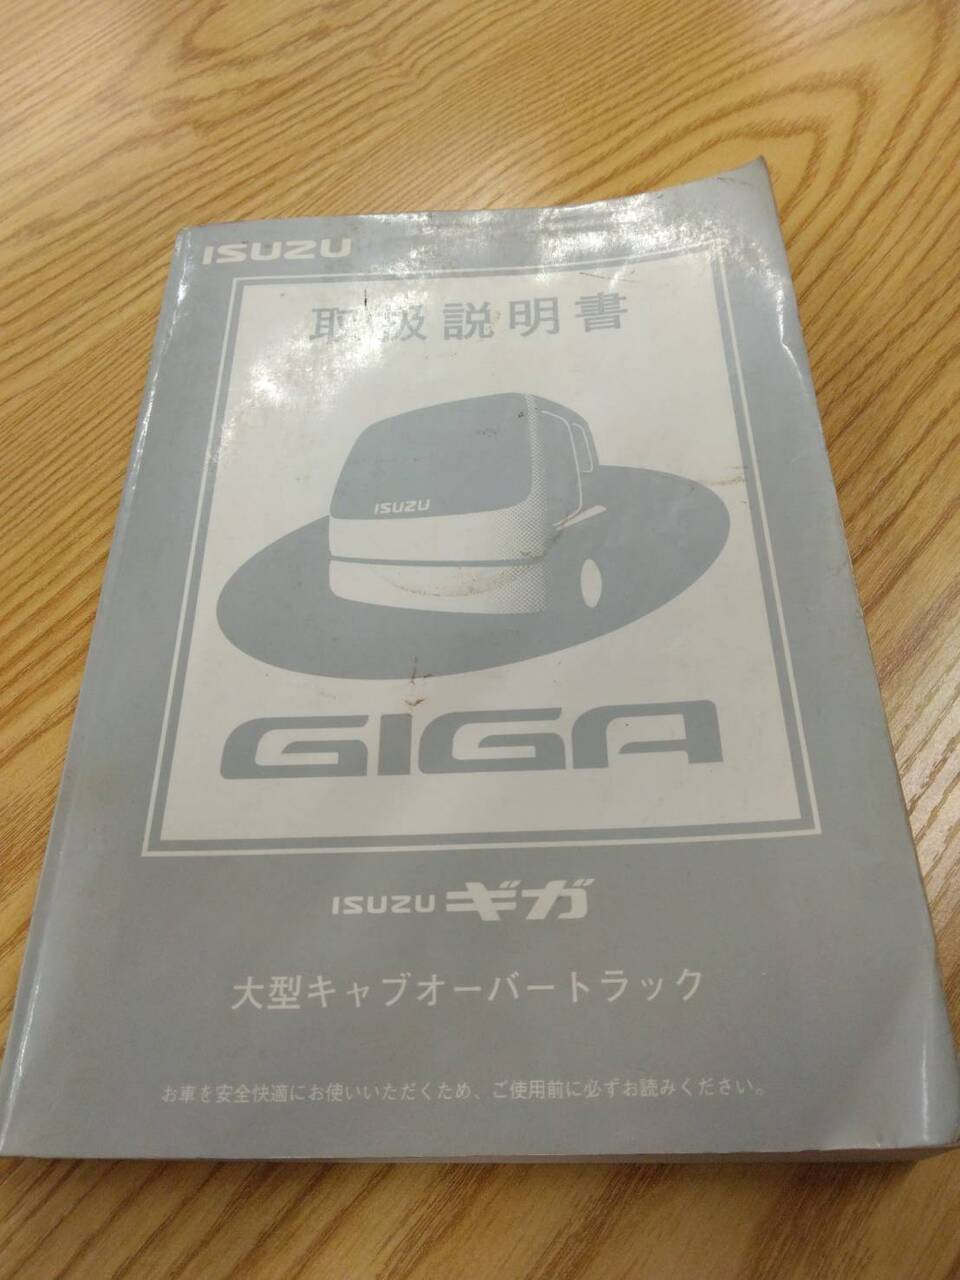 ISUZU
取扱説明書
ISUZU
GIGA
ISUZU ギガ
大型キャブオーバートラック
お車を安全快適にお使いいただくため、ご使用前に必ずお読みください。